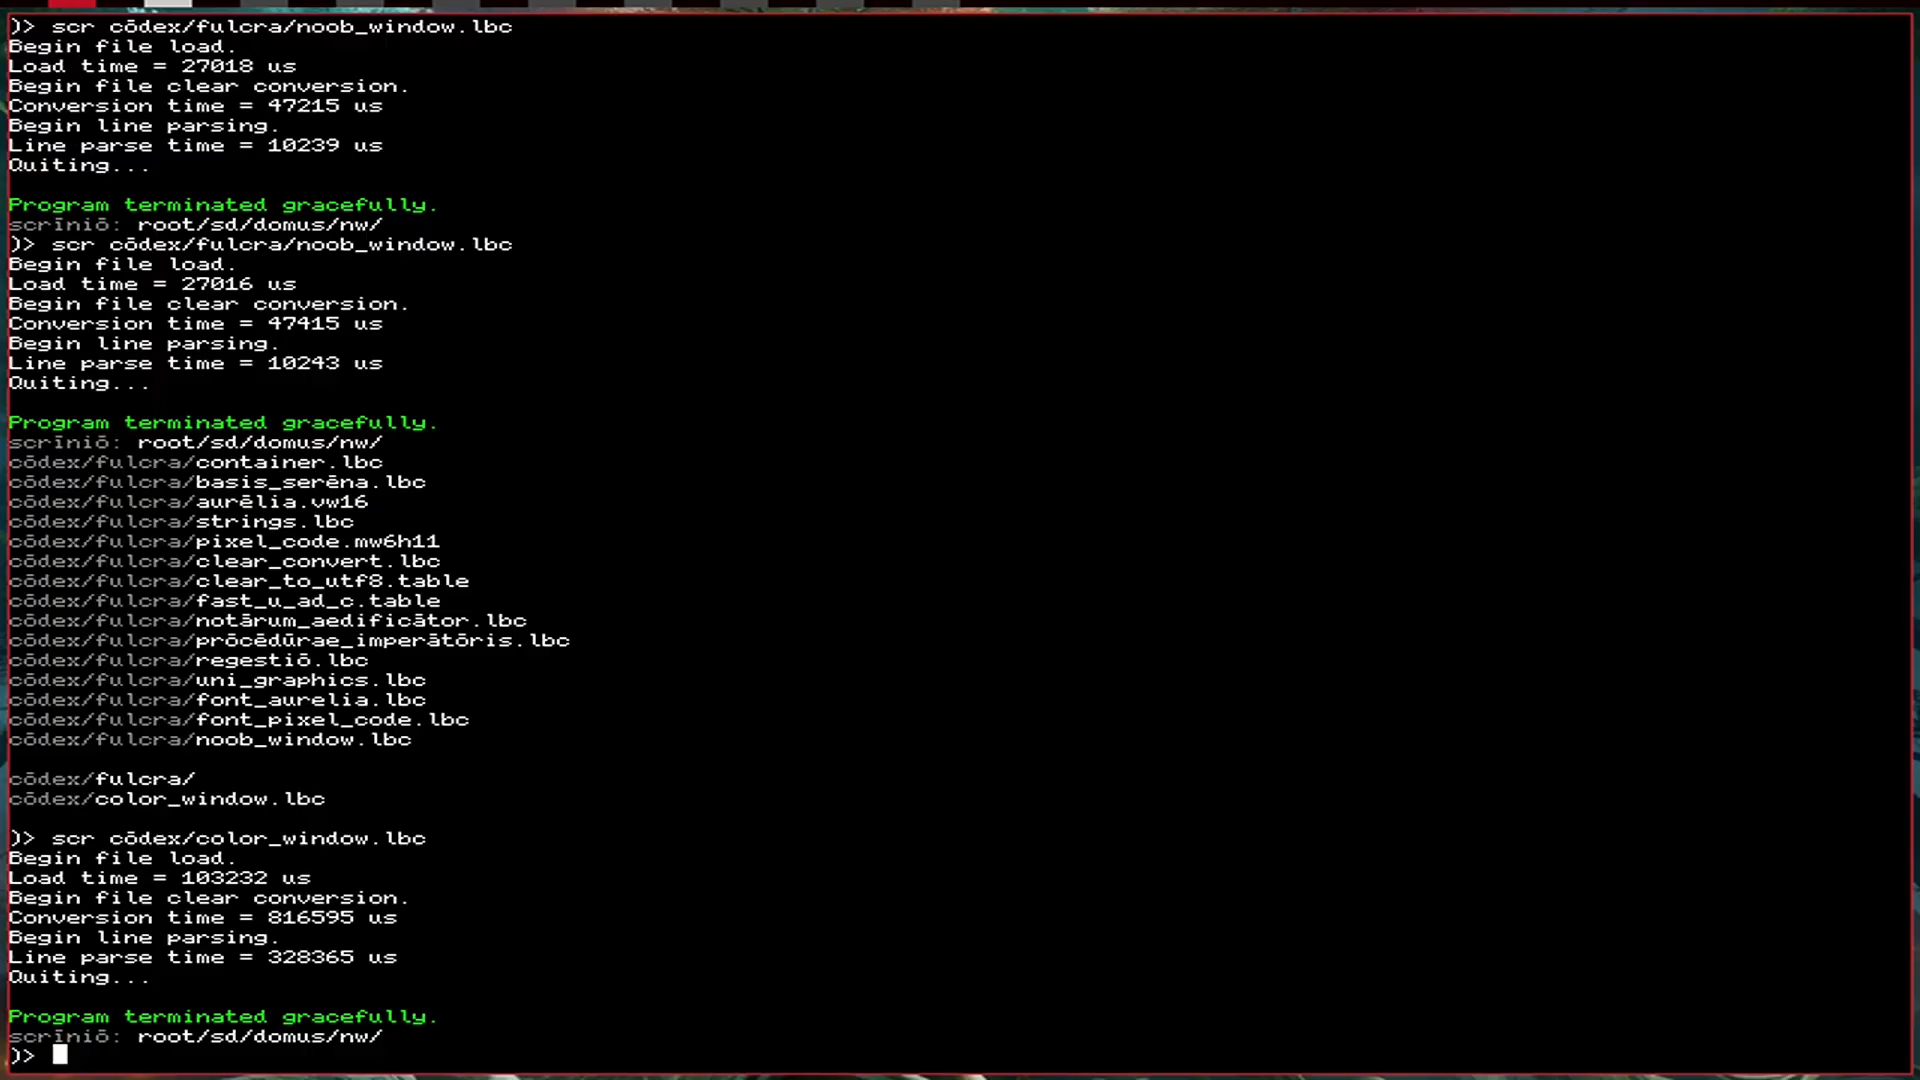 )> scr cōdex/fulcra/noob_window.lbc
Begin file load.
Load time = 27018 us
Begin file clear conversion.
Conversion time = 47215 us
Begin line parsing.
Line parse time = 10239 us
Quiting...
Program terminated gracefully.
scrīniō: root/sd/domus/nw/
)> scr cōdex/fulcra/noob_window.lbc
Begin file load.
Load time = 27016 us
Begin file clear conversion.
Conversion time = 47415 us
Begin line parsing.
Line parse time = 10243 us
Quiting...
Program terminated gracefully.
scrīniō: root/sd/domus/nw/
cōdex/fulcra/container.lbc
cōdex/fulcra/basis_serēna.lbc
cōdex/fulcra/aurēlia.vw16
cōdex/fulcra/strings.lbc
cōdex/fulcra/pixel_code.mw6h11
cōdex/fulcra/clear_convert.lbc
cōdex/fulcra/clear_to_utf8.table
cōdex/fulcra/fast_u_ad_c.table
cōdex/fulcra/notārum_aedificātor.lbc
cōdex/fulcra/prōcēdūrae_imperātōris.lbc
cōdex/fulcra/regestiō.lbc
cōdex/fulcra/uni_graphics.lbc
cōdex/fulcra/font_aurelia.lbc
cōdex/fulcra/font_pixel_code.lbc
cōdex/fulcra/noob_window.lbc
cōdex/fulcra/
cōdex/color_window.lbc
)> scr cōdex/color_window.lbc
Begin file load.
Load time = 103232 us
Begin file clear conversion.
Conversion time = 816595 us
Begin line parsing.
Line parse time = 328365 us
Quiting...
Program terminated gracefully.
scrīniō: root/sd/domus/nw/
)>